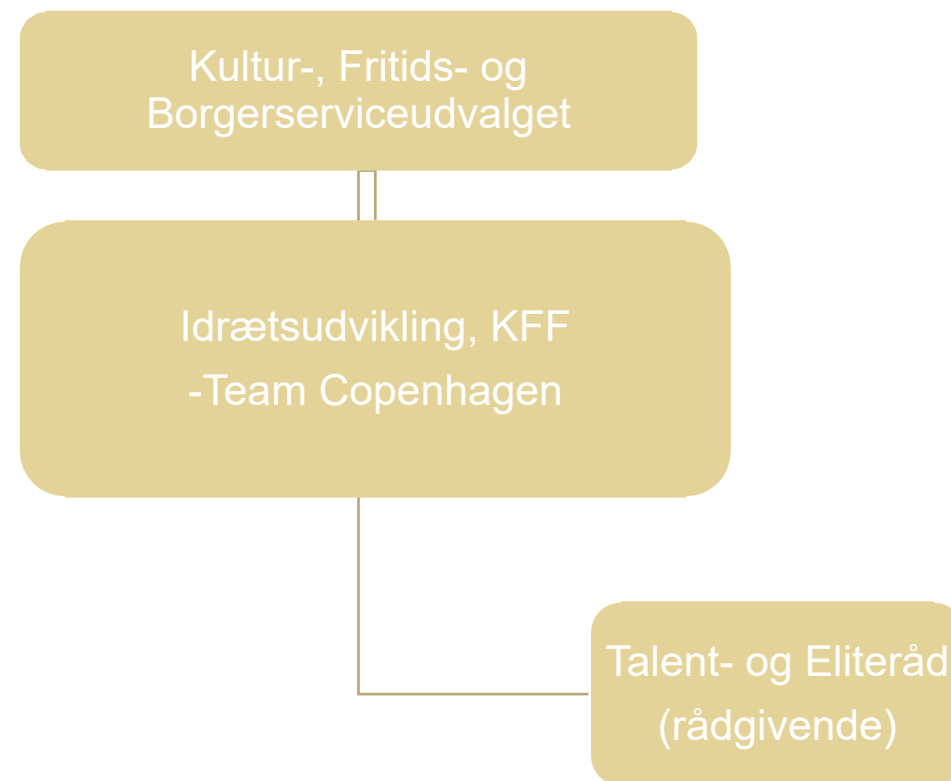 Kultur-, Fritids- og
Borgerserviceudvalget
Idrætsudvikling, KFF
-Team Copenhagen
Talent- og Eliteråd
(rådgivende)